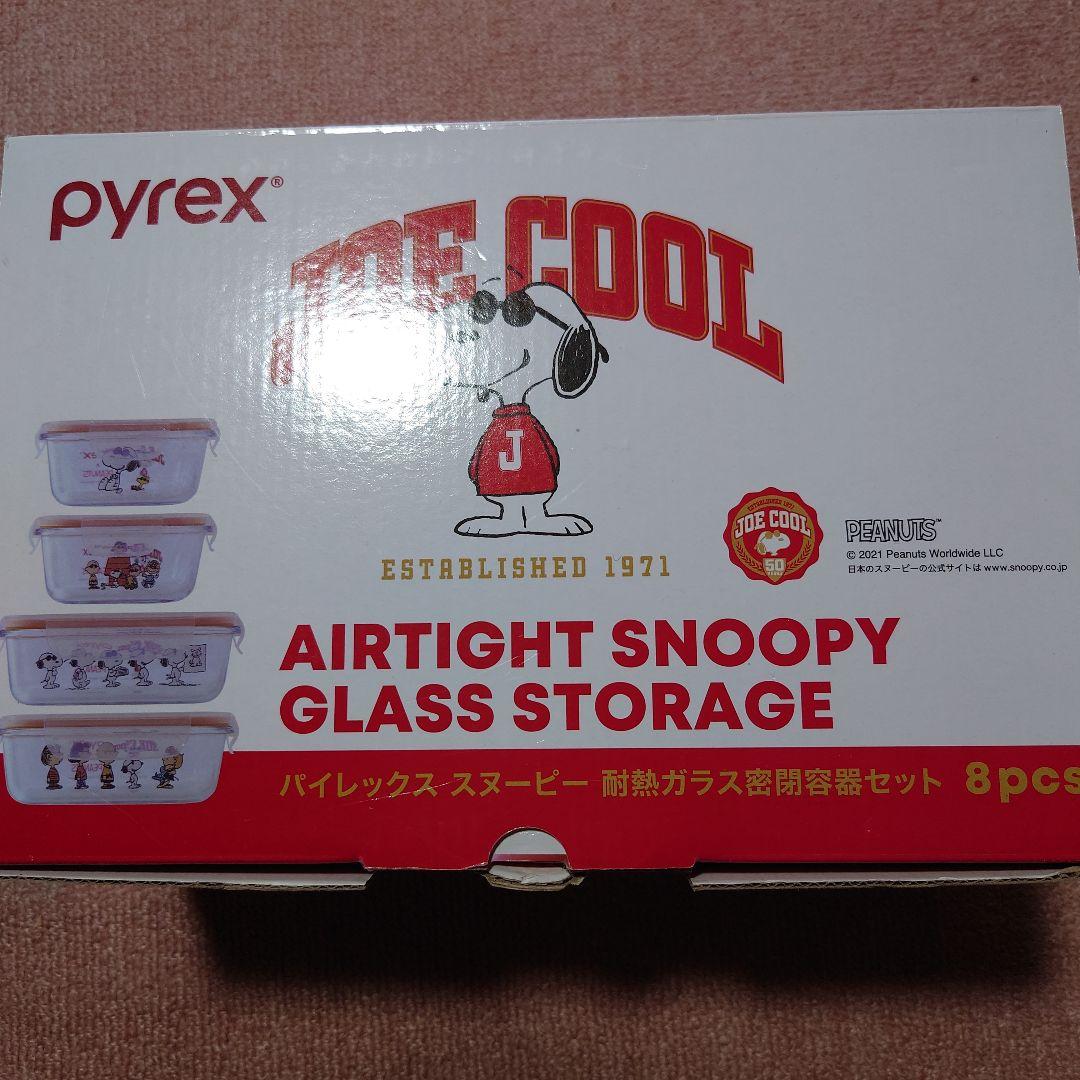 pyrex®
JOE COOL
J
ESTABLISHED 1971
ESTABLISHED 1971
JOE COOL
50
PEANUTS™
© 2021 Peanuts Worldwide LLC
日本のスヌーピーの公式サイトは www.snoopy.co.jp
AIRTIGHT SNOOPY
GLASS STORAGE
パイレックス スヌーピー 耐熱ガラス密閉容器セット 8pcs